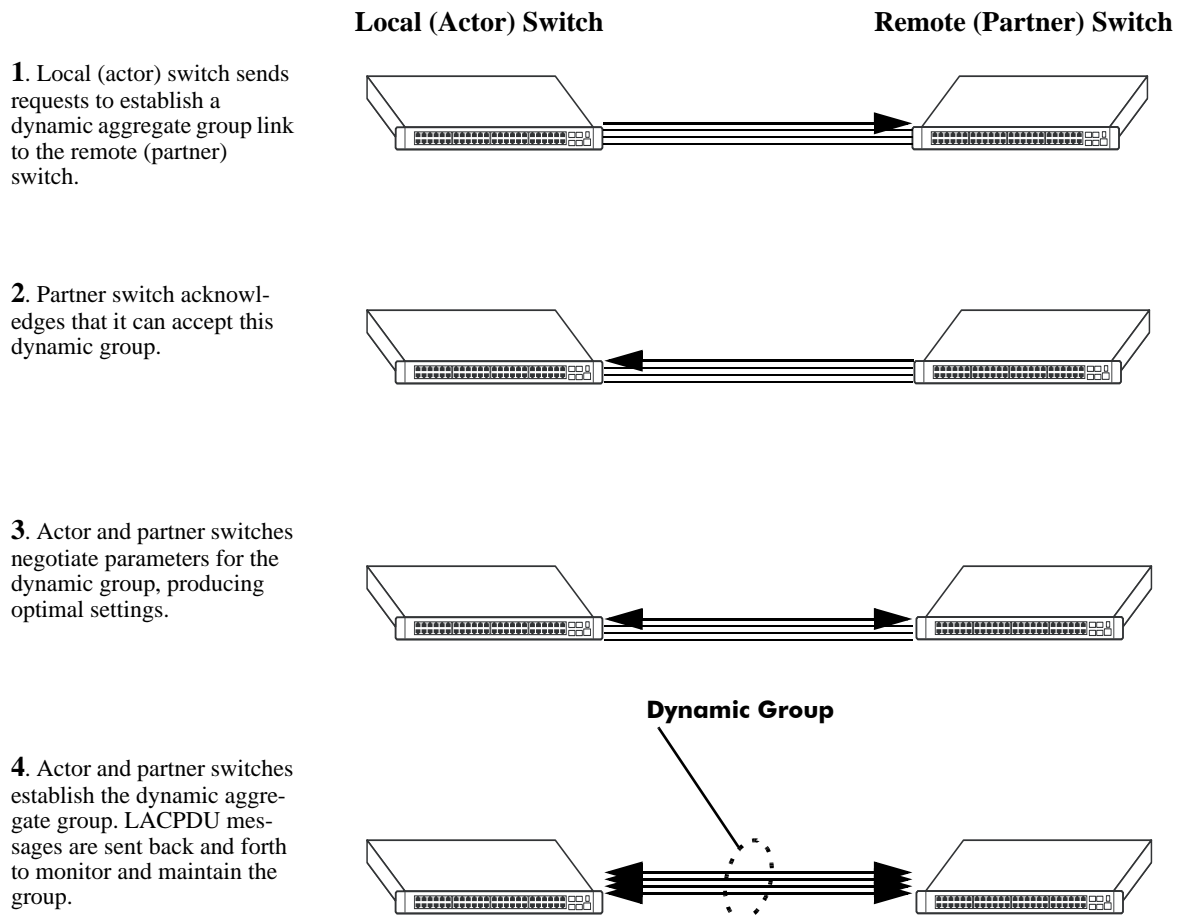 Local (Actor) Switch
Remote (Partner) Switch
1. Local (actor) switch sends
requests to establish a
dynamic aggregate group link
to the remote (partner)
switch.
2. Partner switch acknowl-
edges that it can accept this
dynamic group.
3. Actor and partner switches
negotiate parameters for the
dynamic group, producing
optimal settings.
Dynamic Group
4. Actor and partner switches
establish the dynamic aggre-
gate group. LACPDU mes-
sages are sent back and forth
to monitor and maintain the
group.